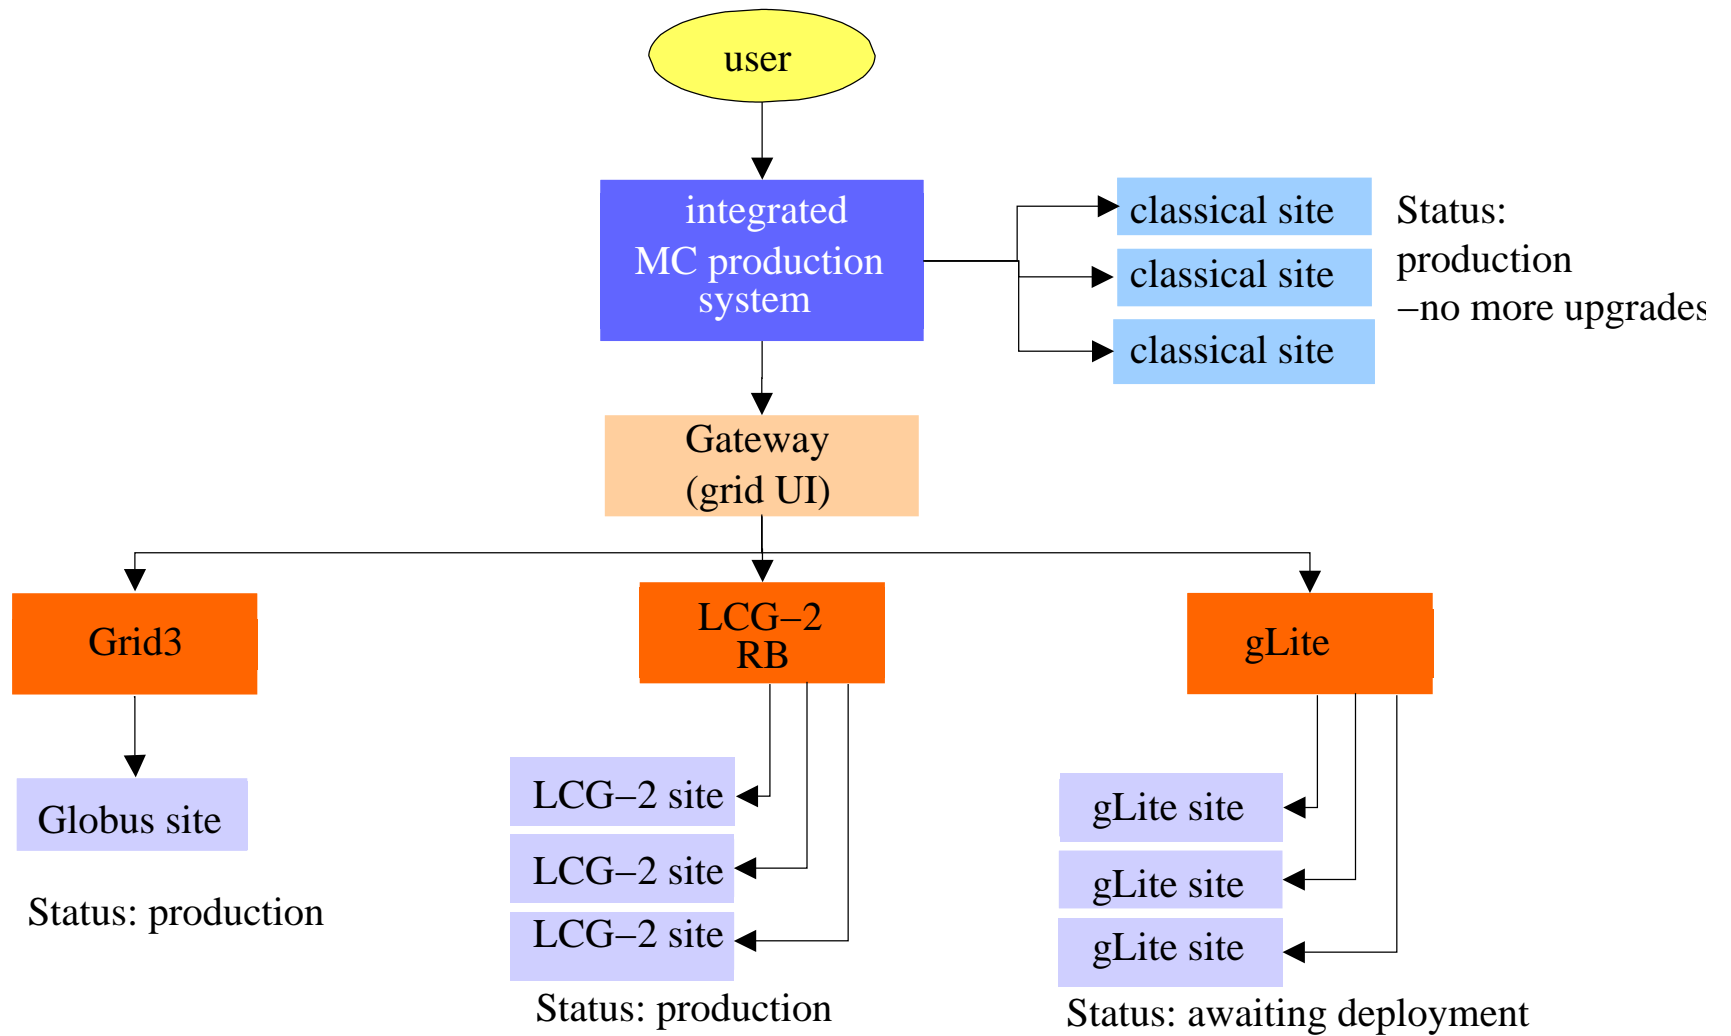 user
integrated
MC production
system
classical site
classical site
classical site
Status:
production
–no more upgrades
Gateway
(grid UI)
Grid3
LCG–2
RB
gLite
Globus site
LCG–2 site
LCG–2 site
LCG–2 site
gLite site
gLite site
gLite site
Status: production
Status: production
Status: awaiting deployment